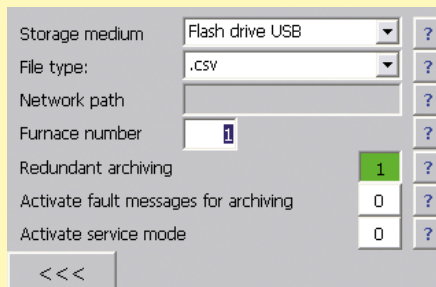 Storage medium Flash drive USB ?
File type: .csv ?
Network path ?
Furnace number 1 ?
Redundant archiving 1 ?
Activate fault messages for archiving 0 ?
Activate service mode 0 ?
<<<